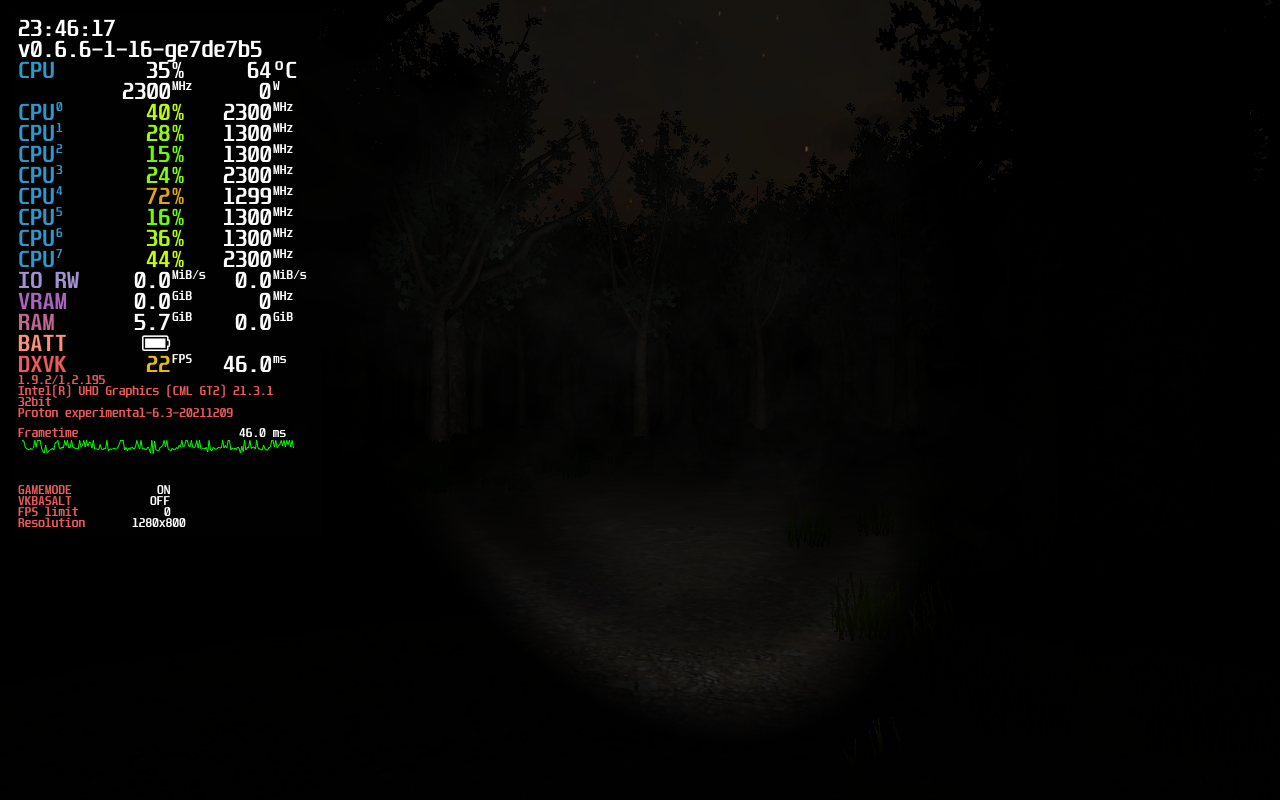 23:46:17
v0.6.6-1-16-ge7de7b5
CPU 35% 64°C
2300MHz 0W
CPU0 40% 2300MHz
CPU1 28% 1300MHz
CPU2 15% 1300MHz
CPU3 24% 2300MHz
CPU4 72% 1299MHz
CPU5 16% 1300MHz
CPU6 36% 1300MHz
CPU7 44% 2300MHz
IO RW 0.0MiB/s 0.0MiB/s
VRAM 0.0GiB 0MHz
RAM 5.7GiB 0.0GiB
BATT
DXVK 22FPS 46.0ms
1.9.2/1.2.195
Intel(R) UHD Graphics (CML GT2) 21.3.1
32bit
Proton experimental-6.3-20211209
Frametime 46.0 ms
GAMEMODE ON
VKBASALT OFF
FPS limit 0
Resolution 1280x800